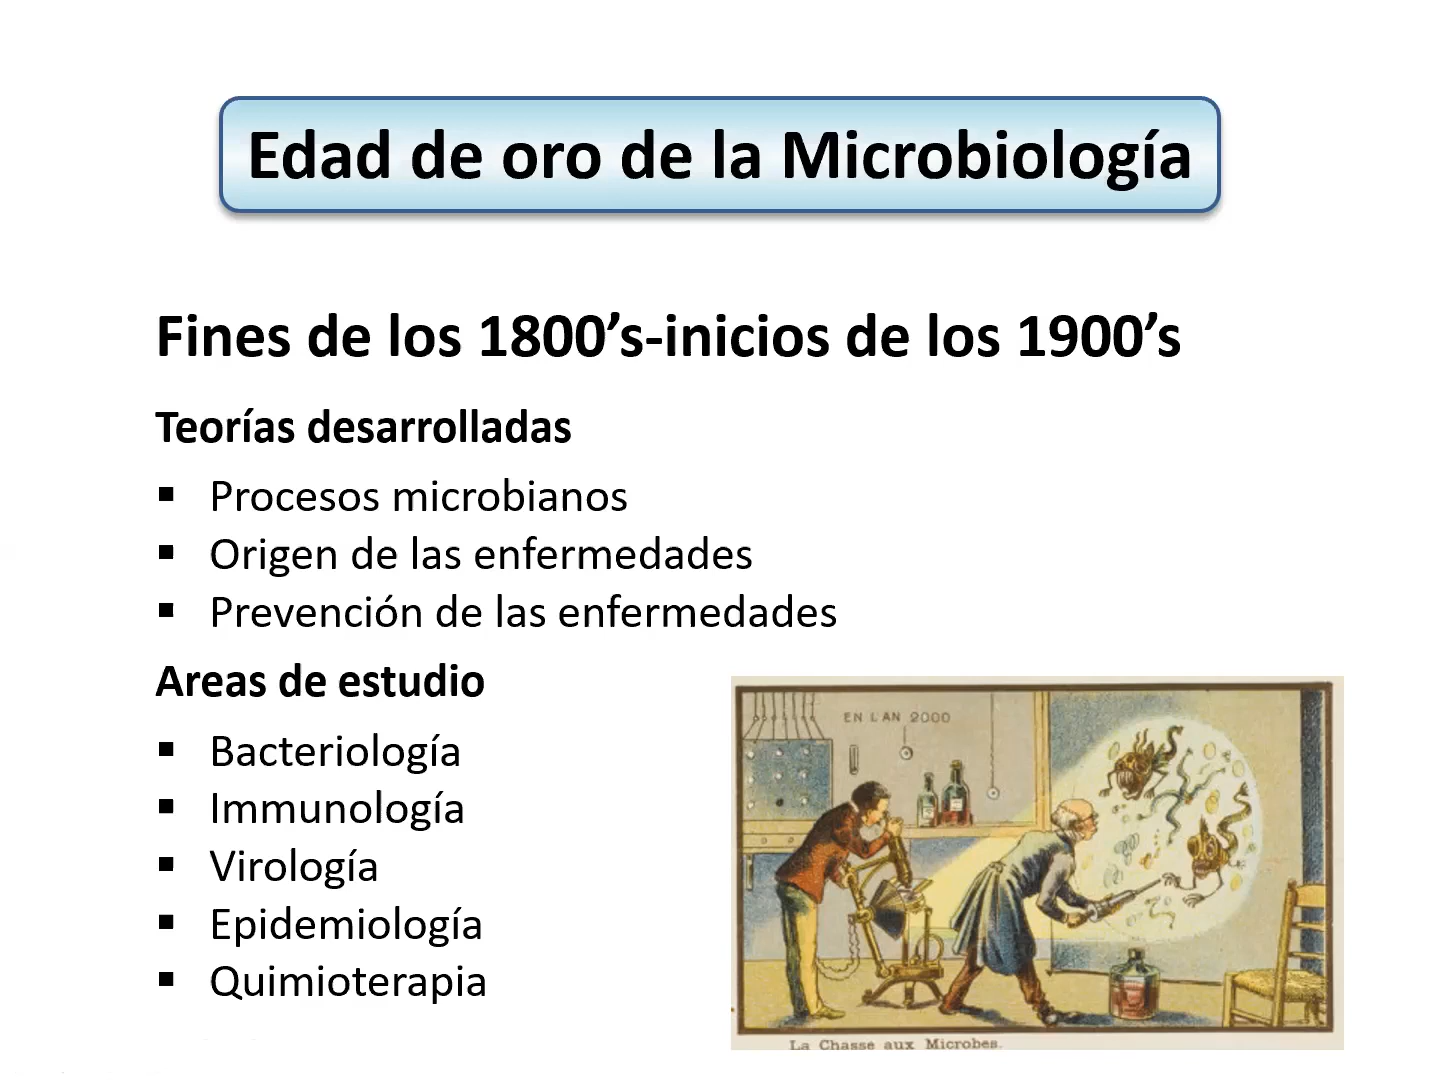 Edad de oro de la Microbiología
Fines de los 1800’s-inicios de los 1900’s
Teorías desarrolladas
▪ Procesos microbianos
▪ Origen de las enfermedades
▪ Prevención de las enfermedades
Areas de estudio
▪ Bacteriología
▪ Immunología
▪ Virología
▪ Epidemiología
▪ Quimioterapia
EN L'AN 2000
La Chasse aux Microbes.